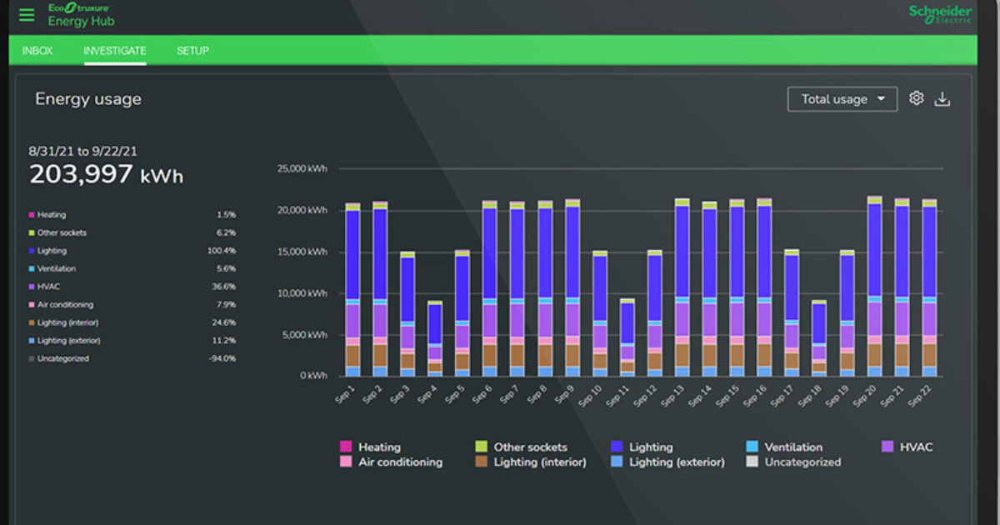 EcoStruxure
Energy Hub
Schneider
Electric
INBOX INVESTIGATE SETUP
Energy usage
Total usage
8/31/21 to 9/22/21
203,997 kWh
Heating 1.5%
Other sockets 6.2%
Lighting 100.4%
Ventilation 5.6%
HVAC 36.6%
Air conditioning 7.9%
Lighting (interior) 24.6%
Lighting (exterior) 11.2%
Uncategorized -94.0%
25,000 kWh
20,000 kWh
15,000 kWh
10,000 kWh
5,000 kWh
0 kWh
Sep 1 Sep 2 Sep 3 Sep 4 Sep 5 Sep 6 Sep 7 Sep 8 Sep 9 Sep 10 Sep 11 Sep 12 Sep 13 Sep 14 Sep 15 Sep 16 Sep 17 Sep 18 Sep 19 Sep 20 Sep 21 Sep 22
Heating Other sockets Lighting Ventilation HVAC
Air conditioning Lighting (interior) Lighting (exterior) Uncategorized